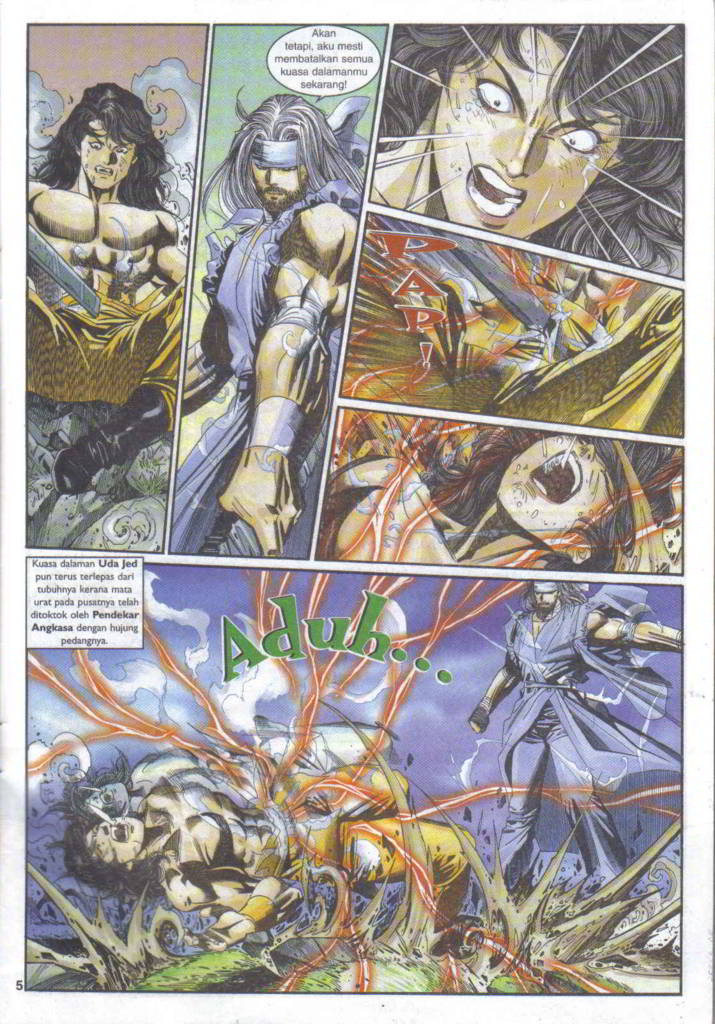 Akan
tetapi, aku mesti
membatalkan semua
kuasa dalamanmu
sekarang!
PAP!
Kuasa dalaman Uda Jed
pun terus terlepas dari
tubuhnya kerana mata
urat pada pusatnya telah
ditoktok oleh Pendekar
Angkasa dengan hujung
pedangnya.
Aduh...
5